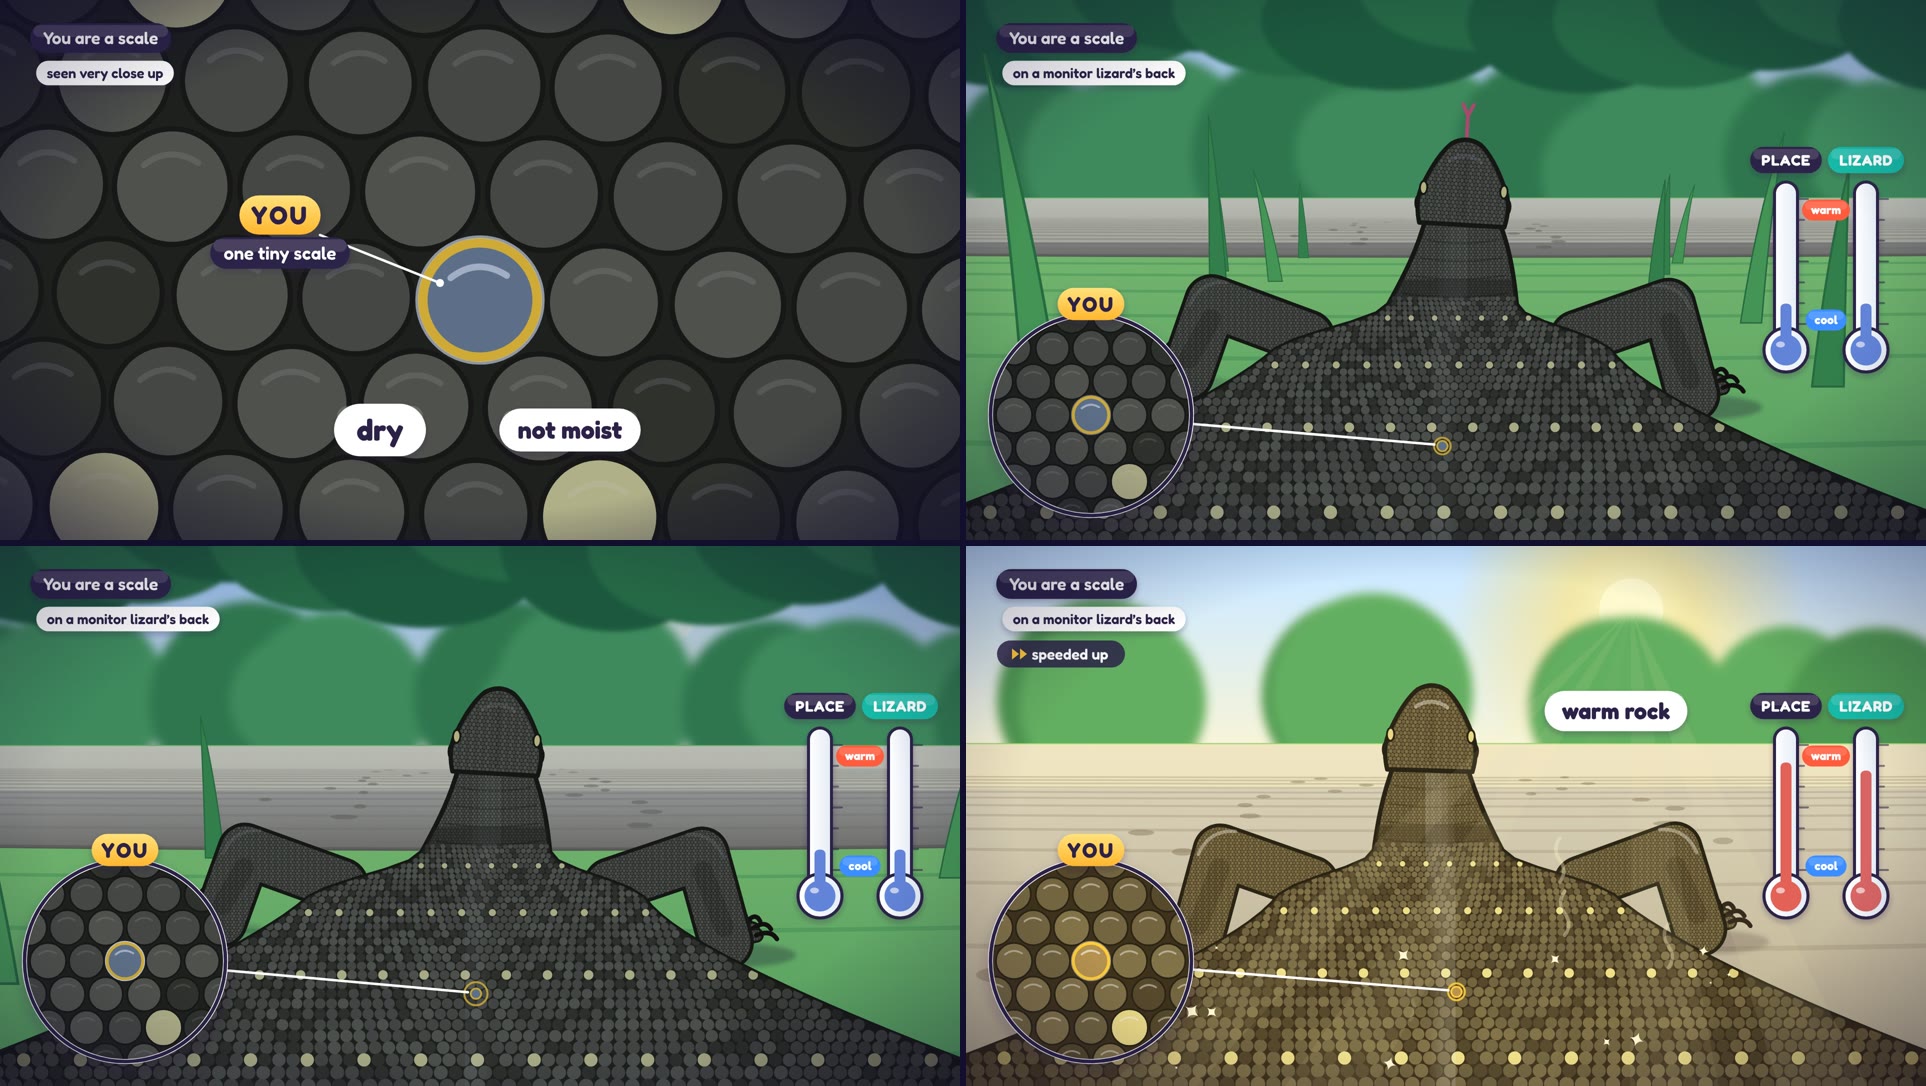 You are a scale
seen very close up
YOU
one tiny scale
dry
not moist
You are a scale
on a monitor lizard's back
PLACE
LIZARD
warm
cool
YOU
You are a scale
on a monitor lizard's back
PLACE
LIZARD
warm
cool
YOU
You are a scale
on a monitor lizard's back
speeded up
warm rock
PLACE
LIZARD
warm
cool
YOU